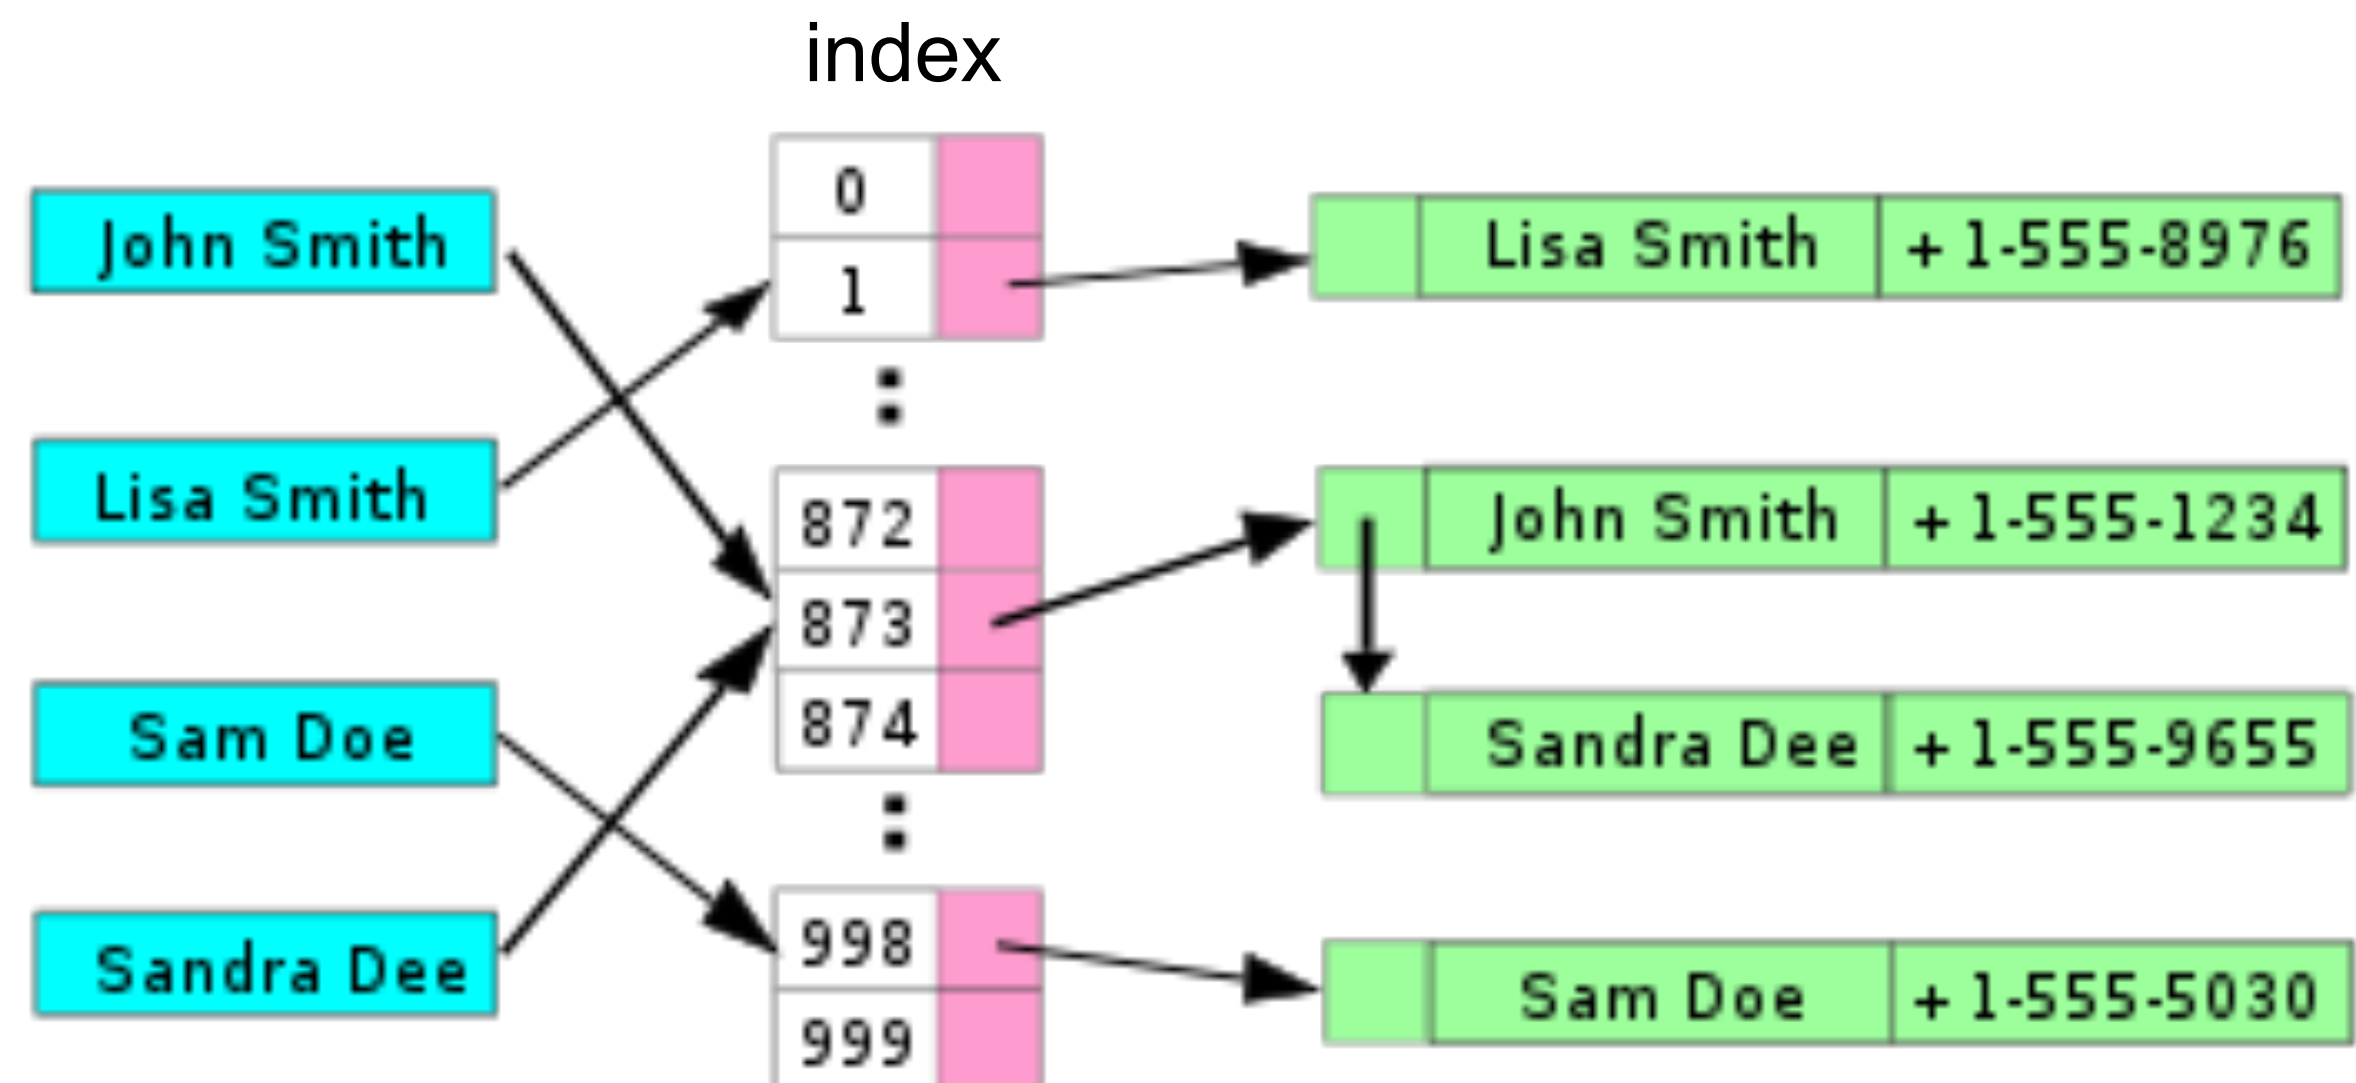 index
John Smith
Lisa Smith
Sam Doe
Sandra Dee
0
1
:
872
873
874
:
998
999
Lisa Smith + 1-555-8976
John Smith + 1-555-1234
Sandra Dee + 1-555-9655
Sam Doe + 1-555-5030